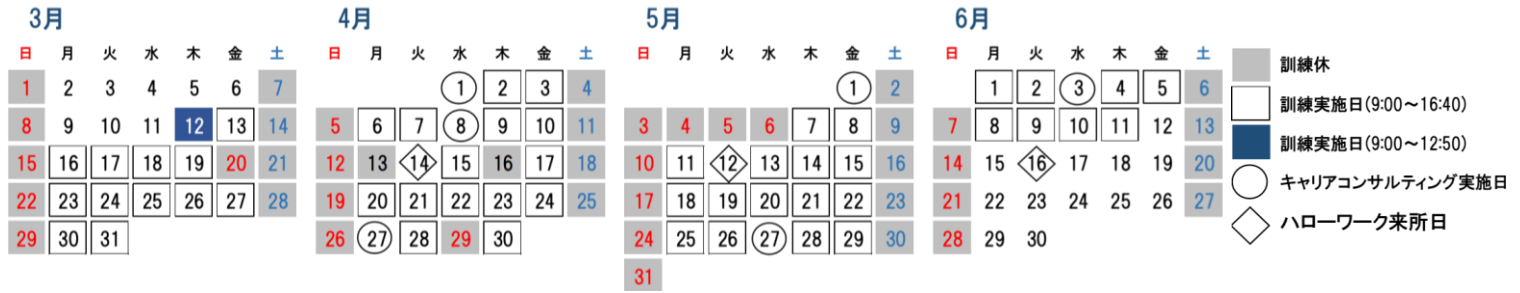 3月
日 月 火 水 木 金 土
1 2 3 4 5 6 7
8 9 10 11 12 13 14
15 16 17 18 19 20 21
22 23 24 25 26 27 28
29 30 31
4月
日 月 火 水 木 金 土
1 2 3 4
5 6 7 8 9 10 11
12 13 14 15 16 17 18
19 20 21 22 23 24 25
26 27 28 29 30
5月
日 月 火 水 木 金 土
1 2
3 4 5 6 7 8 9
10 11 12 13 14 15 16
17 18 19 20 21 22 23
24 25 26 27 28 29 30
31
6月
日 月 火 水 木 金 土
1 2 3 4 5 6
7 8 9 10 11 12 13
14 15 16 17 18 19 20
21 22 23 24 25 26 27
28 29 30
訓練休
訓練実施日(9:00～16:40)
訓練実施日(9:00～12:50)
キャリアコンサルティング実施日
ハローワーク来所日